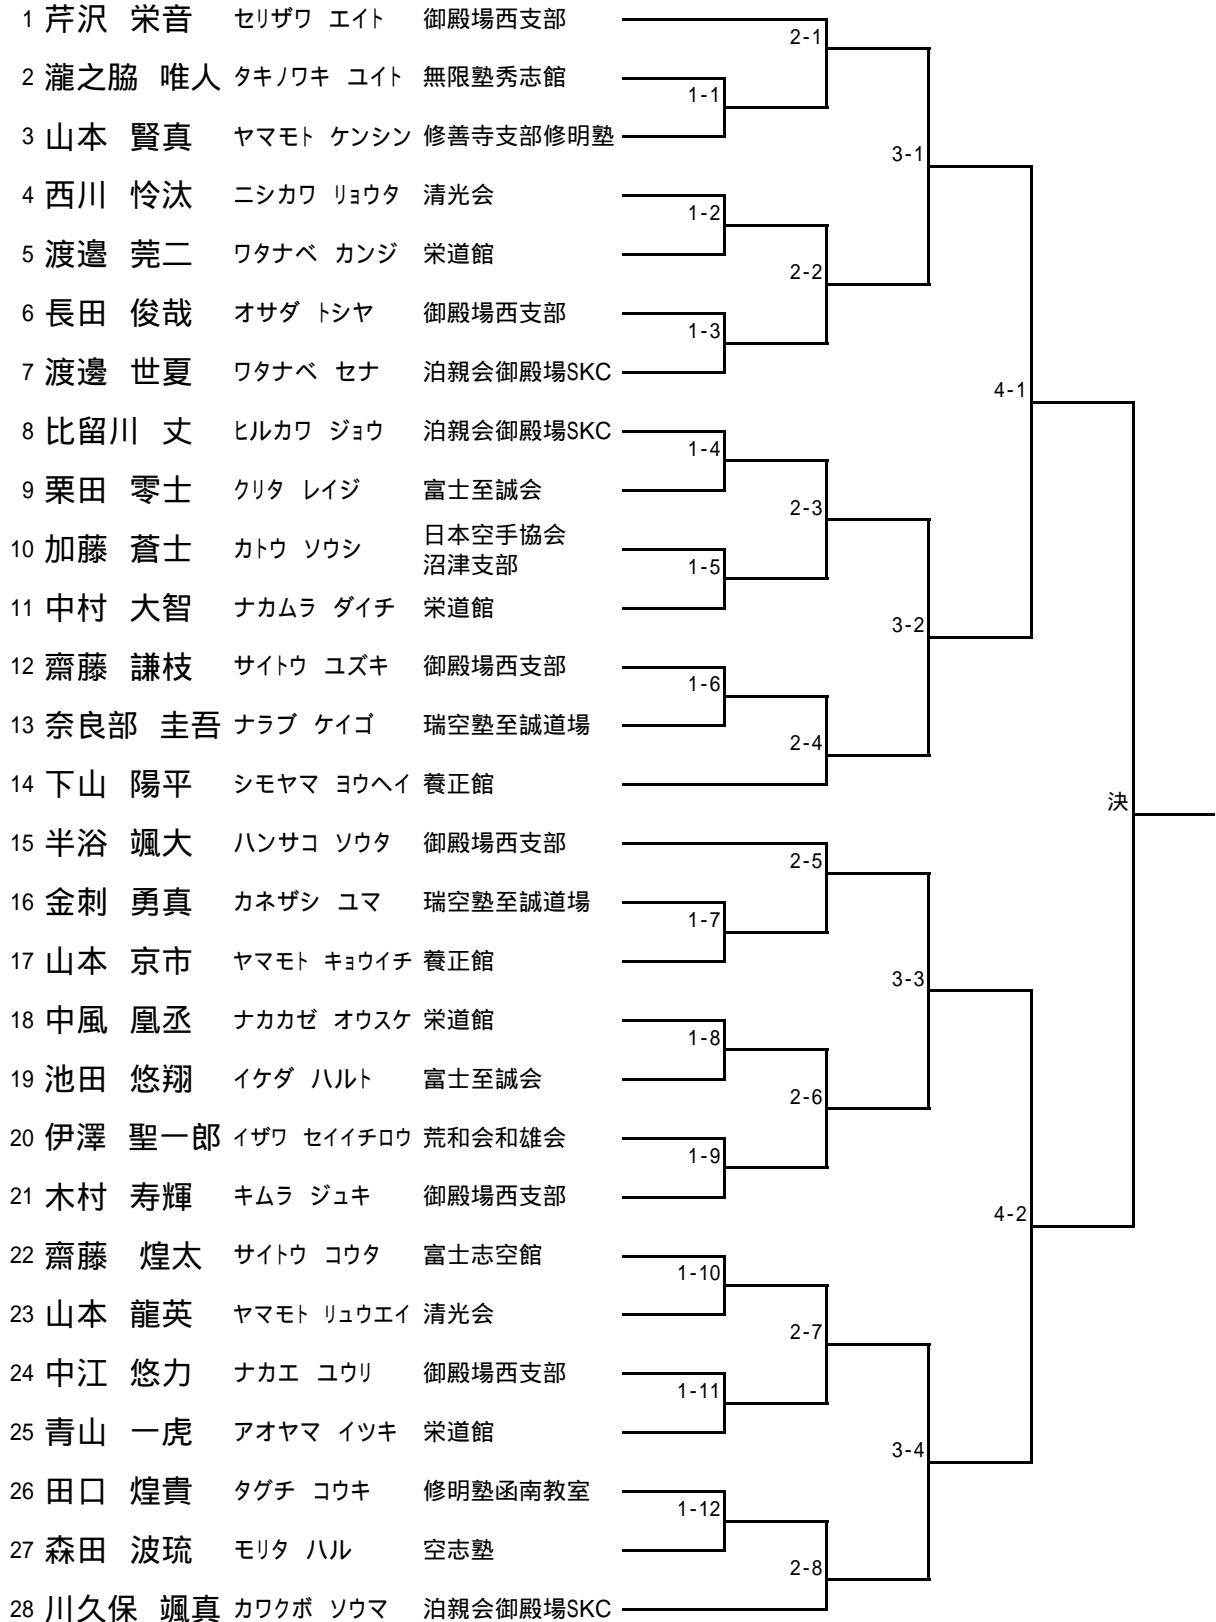 1 芹沢 栄音 セリザワ エイト 御殿場西支部
2-1
2 瀧之脇 唯人 タキノワキ ユイト 無限塾秀志館
1-1
3 山本 賢真 ヤマモト ケンシン 修善寺支部修明塾
3-1
4 西川 怜汰 ニシカワ リョウタ 清光会
1-2
5 渡邉 莞二 ワタナベ カンジ 栄道館
2-2
6 長田 俊哉 オサダ トシヤ 御殿場西支部
1-3
7 渡邉 世夏 ワタナベ セナ 泊親会御殿場SKC
4-1
8 比留川 丈 ヒルカワ ジョウ 泊親会御殿場SKC
1-4
9 栗田 零士 クリタ レイジ 富士至誠会
2-3
10 加藤 蒼士 カトウ ソウシ 日本空手協会
沼津支部
1-5
11 中村 大智 ナカムラ ダイチ 栄道館
3-2
12 齋藤 謙枝 サイトウ ユズキ 御殿場西支部
1-6
13 奈良部 圭吾 ナラブ ケイゴ 瑞空塾至誠道場
2-4
14 下山 陽平 シモヤマ ヨウヘイ 養正館
決
15 半浴 颯大 ハンサコ ソウタ 御殿場西支部
2-5
16 金刺 勇真 カネザシ ユマ 瑞空塾至誠道場
1-7
17 山本 京市 ヤマモト キョウイチ 養正館
3-3
18 中風 凰丞 ナカカゼ オウスケ 栄道館
1-8
19 池田 悠翔 イケダ ハルト 富士至誠会
2-6
20 伊澤 聖一郎 イザワ セイイチロウ 荒和会和雄会
1-9
21 木村 寿輝 キムラ ジュキ 御殿場西支部
4-2
22 齋藤 煌太 サイトウ コウタ 富士志空館
1-10
23 山本 龍英 ヤマモト リュウエイ 清光会
2-7
24 中江 悠力 ナカエ ユウリ 御殿場西支部
1-11
25 青山 一虎 アオヤマ イツキ 栄道館
3-4
26 田口 煌貴 タグチ コウキ 修明塾函南教室
1-12
27 森田 波琉 モリタ ハル 空志塾
2-8
28 川久保 颯真 カワクボ ソウマ 泊親会御殿場SKC